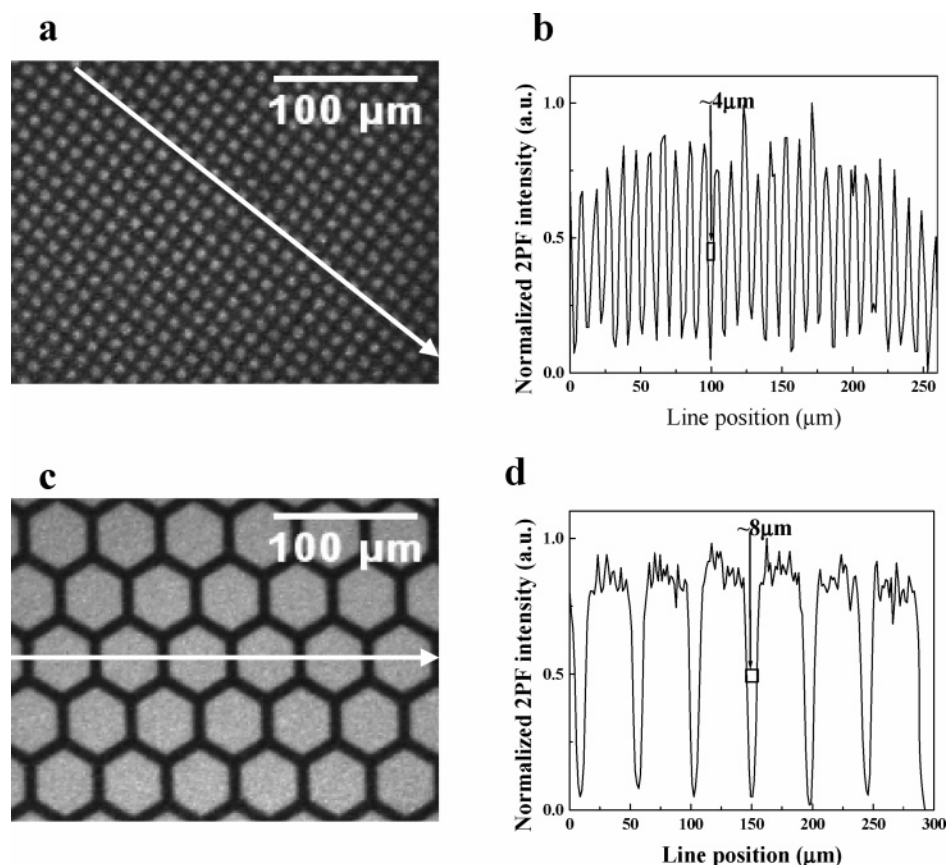 a
100 µm
b
~4µm
1.0
0.5
0.0
Normalized 2PF intensity (a.u.)
0 50 100 150 200 250
Line position (µm)
c
100 µm
d
~8µm
1.0
0.5
0.0
Normalized 2PF intensity (a.u.)
0 50 100 150 200 250 300
Line position (µm)